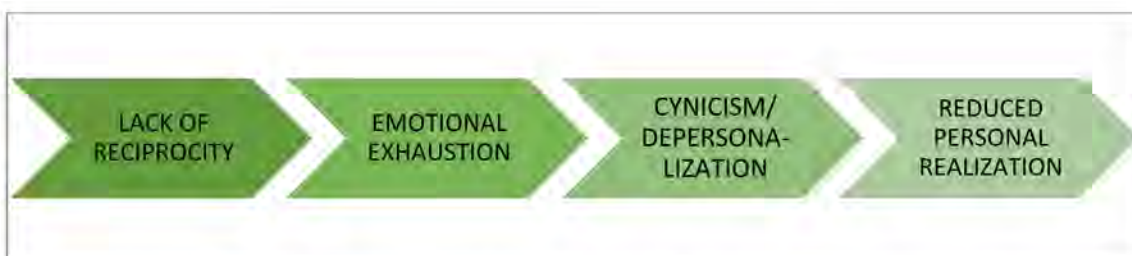 LACK OF
RECIPROCITY
EMOTIONAL
EXHAUSTION
CYNICISM/
DEPERSONA-
LIZATION
REDUCED
PERSONAL
REALIZATION